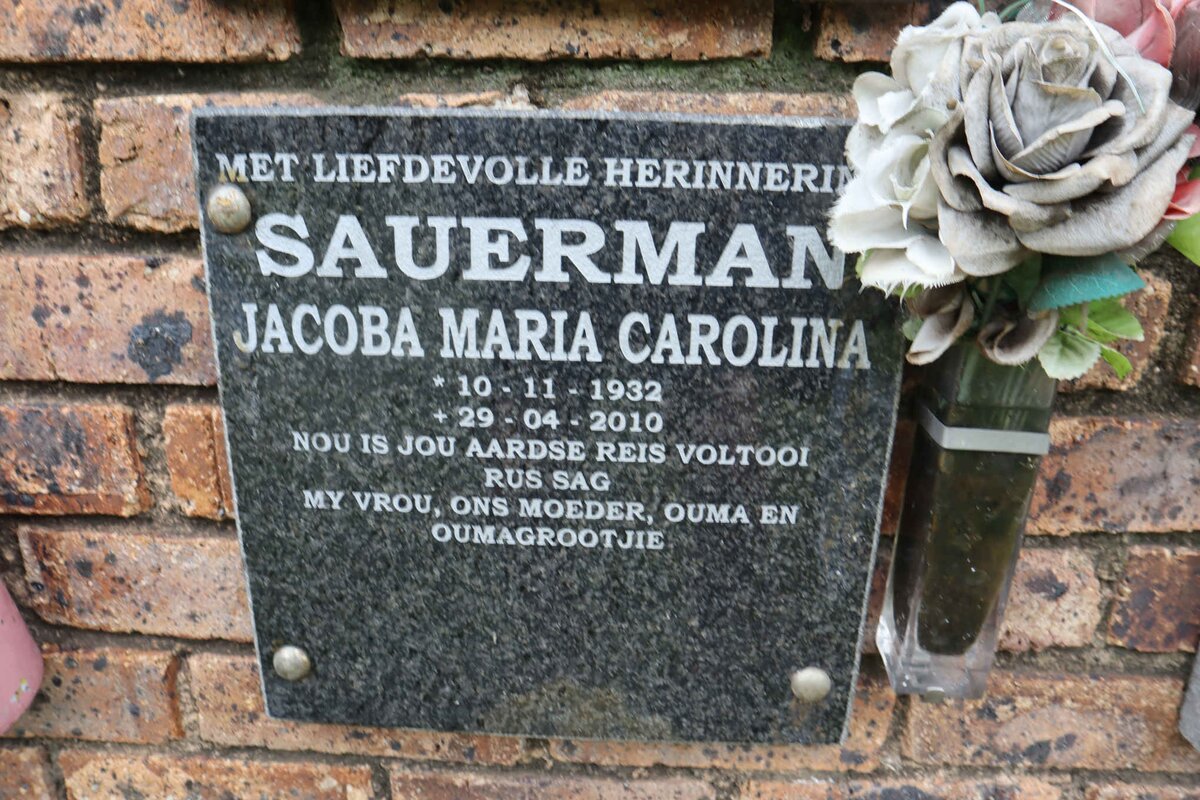 MET LIEFDEVOLLE HERINNERIN
SAUERMAN
JACOBA MARIA CAROLINA
* 10 - 11 - 1932
+ 29 - 04 - 2010
NOU IS JOU AARDSE REIS VOLTOOI
RUS SAG
MY VROU, ONS MOEDER, OUMA EN
OUMAGROOTJIE